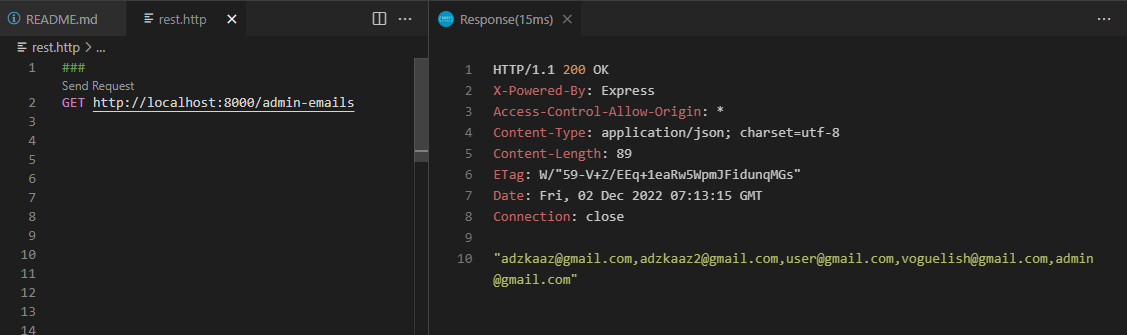 README.md
rest.http
rest.http > ...
1 ###
Send Request
2 GET http://localhost:8000/admin-emails
3
4
5
6
7
8
9
10
11
12
13
14
Response(15ms)
1 HTTP/1.1 200 OK
2 X-Powered-By: Express
3 Access-Control-Allow-Origin: *
4 Content-Type: application/json; charset=utf-8
5 Content-Length: 89
6 ETag: W/"59-V+Z/EEq+1eaRw5WpmJFidunqMGs"
7 Date: Fri, 02 Dec 2022 07:13:15 GMT
8 Connection: close
9
10 "adzkaaz@gmail.com,adzkaaz2@gmail.com,user@gmail.com,voguelish@gmail.com,admin
@gmail.com"